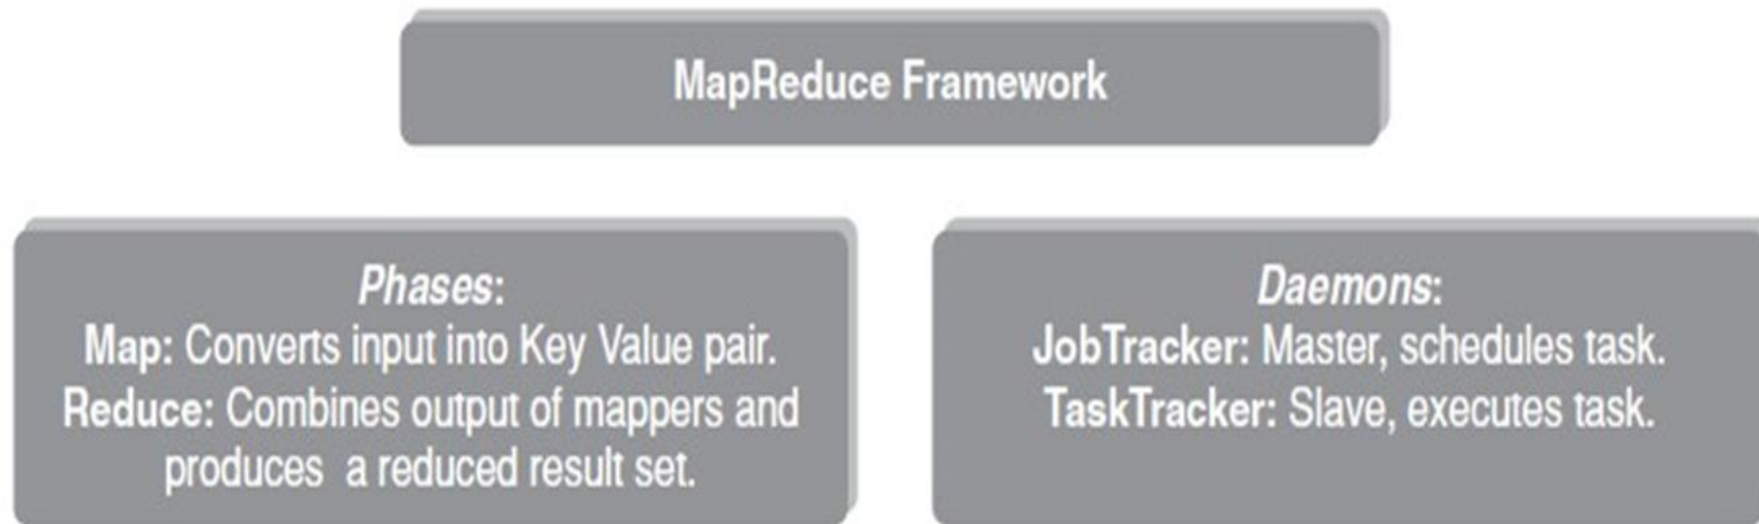 MapReduce Framework
Phases:
Map: Converts input into Key Value pair.
Reduce: Combines output of mappers and
produces a reduced result set.
Daemons:
JobTracker: Master, schedules task.
TaskTracker: Slave, executes task.